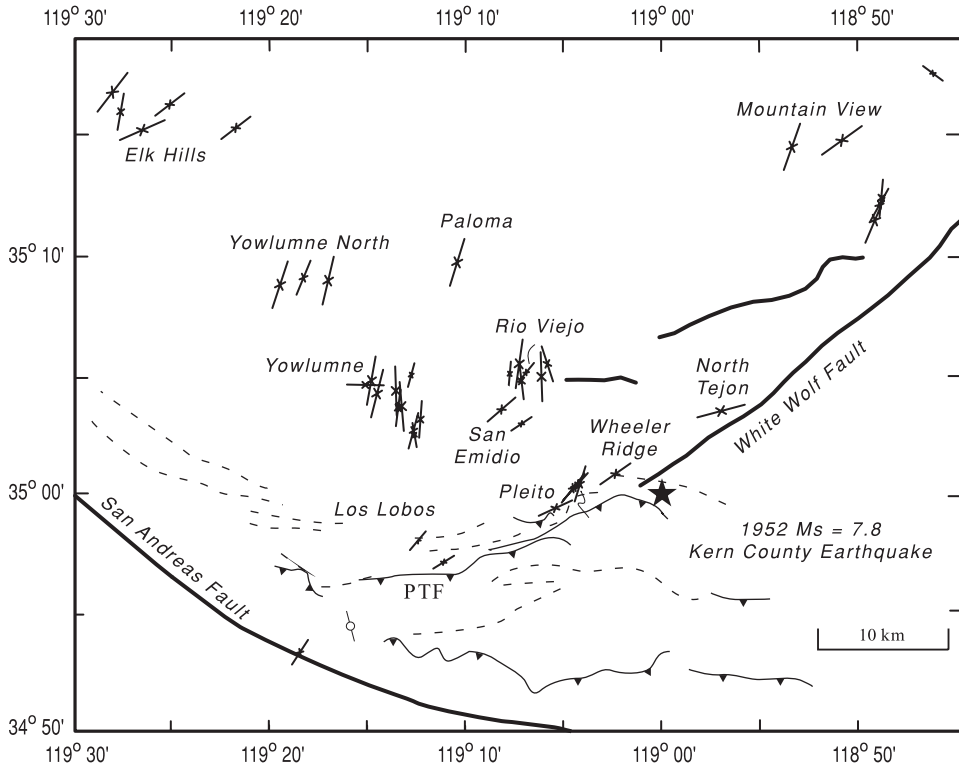 119° 30'
119° 20'
119° 10'
119° 00'
118° 50'
Mountain View
Elk Hills
Paloma
Yowlumne North
35° 10'
Rio Viejo
Yowlumne
North
Tejon
White Wolf Fault
San
Emidio
Wheeler
Ridge
35° 00'
Pleito
San Andreas Fault
Los Lobos
1952 Ms = 7.8
Kern County Earthquake
PTF
10 km
34° 50'
119° 30'
119° 20'
119° 10'
119° 00'
118° 50'